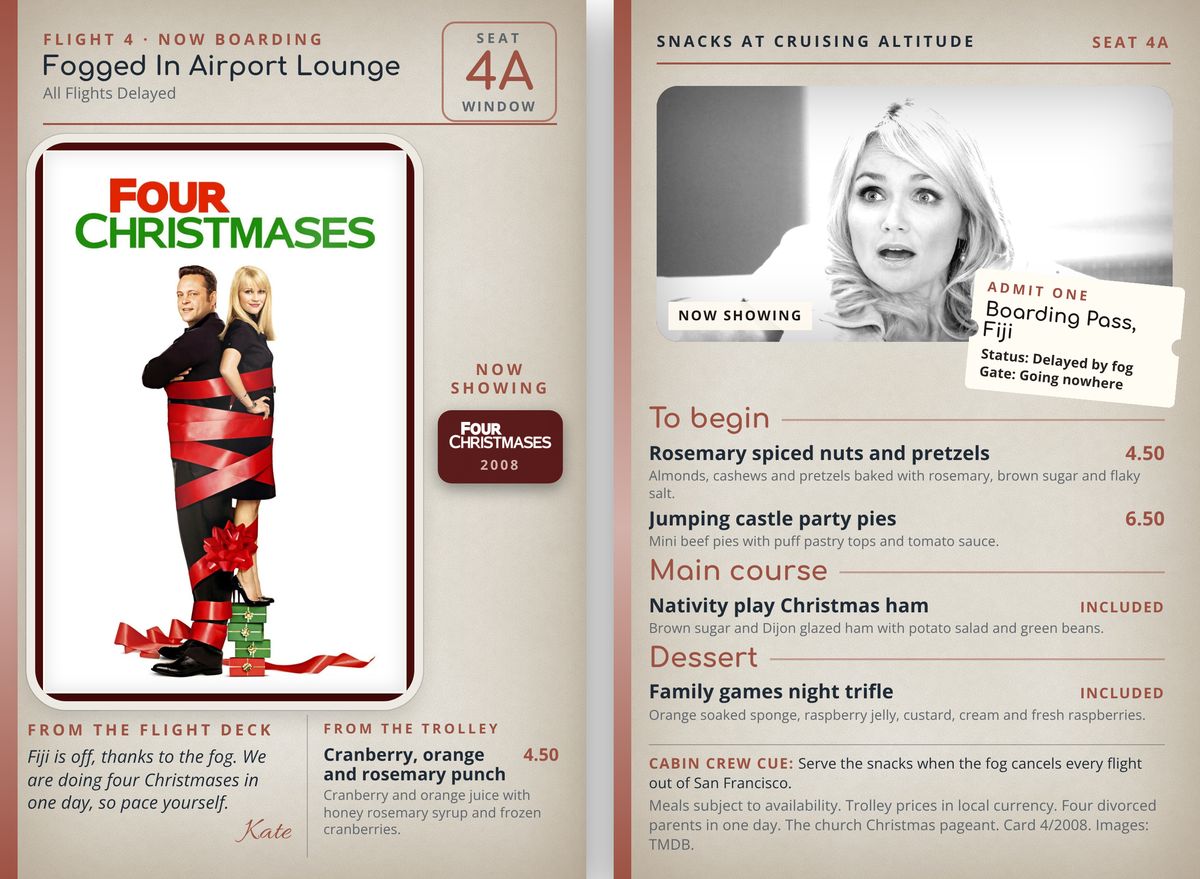 FLIGHT 4 · NOW BOARDING
Fogged In Airport Lounge
All Flights Delayed
SEAT
4A
WINDOW
FOUR
CHRISTMASES
NOW
SHOWING
FOUR
CHRISTMASES
2008
FROM THE FLIGHT DECK
Fiji is off, thanks to the fog. We
are doing four Christmases in
one day, so pace yourself.
Kate
FROM THE TROLLEY
Cranberry, orange 4.50
and rosemary punch
Cranberry and orange juice with
honey rosemary syrup and frozen
cranberries.
SNACKS AT CRUISING ALTITUDE SEAT 4A
NOW SHOWING
ADMIT ONE
Boarding Pass,
Fiji
Status: Delayed by fog
Gate: Going nowhere
To begin
Rosemary spiced nuts and pretzels 4.50
Almonds, cashews and pretzels baked with rosemary, brown sugar and flaky
salt.
Jumping castle party pies 6.50
Mini beef pies with puff pastry tops and tomato sauce.
Main course
Nativity play Christmas ham INCLUDED
Brown sugar and Dijon glazed ham with potato salad and green beans.
Dessert
Family games night trifle INCLUDED
Orange soaked sponge, raspberry jelly, custard, cream and fresh raspberries.
CABIN CREW CUE: Serve the snacks when the fog cancels every flight
out of San Francisco.
Meals subject to availability. Trolley prices in local currency. Four divorced
parents in one day. The church Christmas pageant. Card 4/2008. Images:
TMDB.